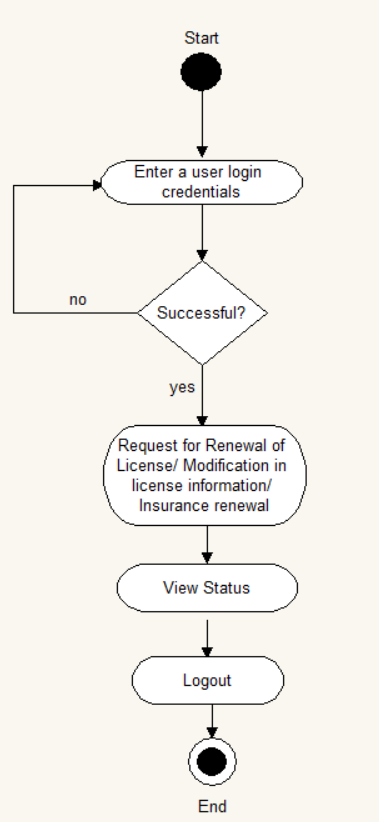 Start
Enter a user login
credentials
Successful?
no
yes
Request for Renewal of
License/ Modification in
license information/
Insurance renewal
View Status
Logout
End